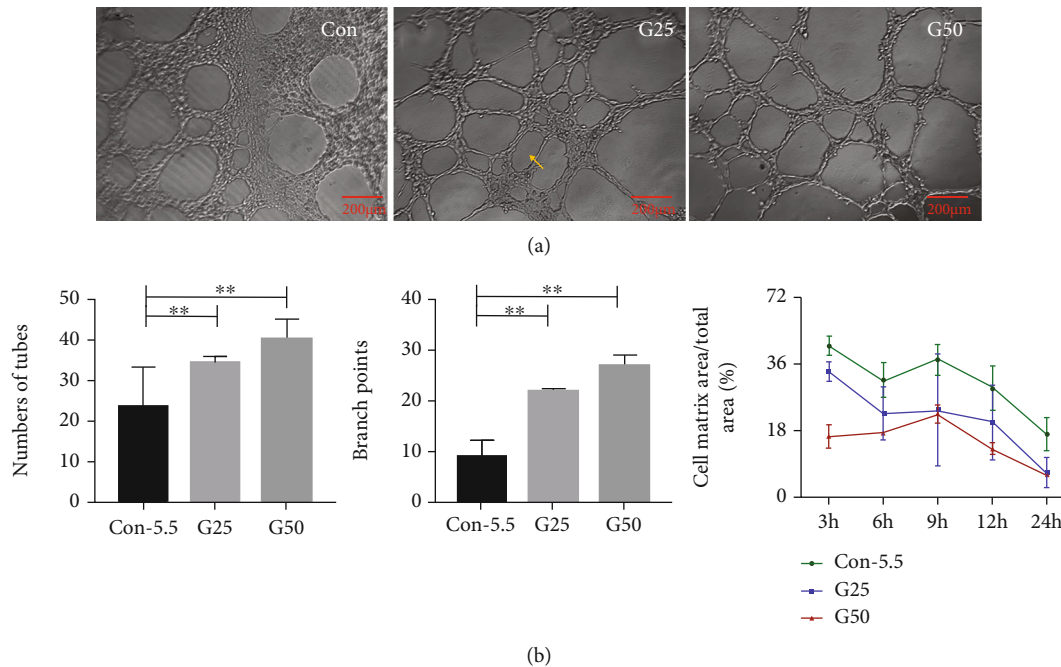 Con
G25
G50
200μm
200μm
200μm
(a)
Numbers of tubes
50
40
30
20
10
0
**
**
Con-5.5
G25
G50
Branch points
40
30
20
10
0
**
**
Con-5.5
G25
G50
Cell matrix area/total
area (%)
72
36
18
0
3h
6h
9h
12h
24h
Con-5.5
G25
G50
(b)